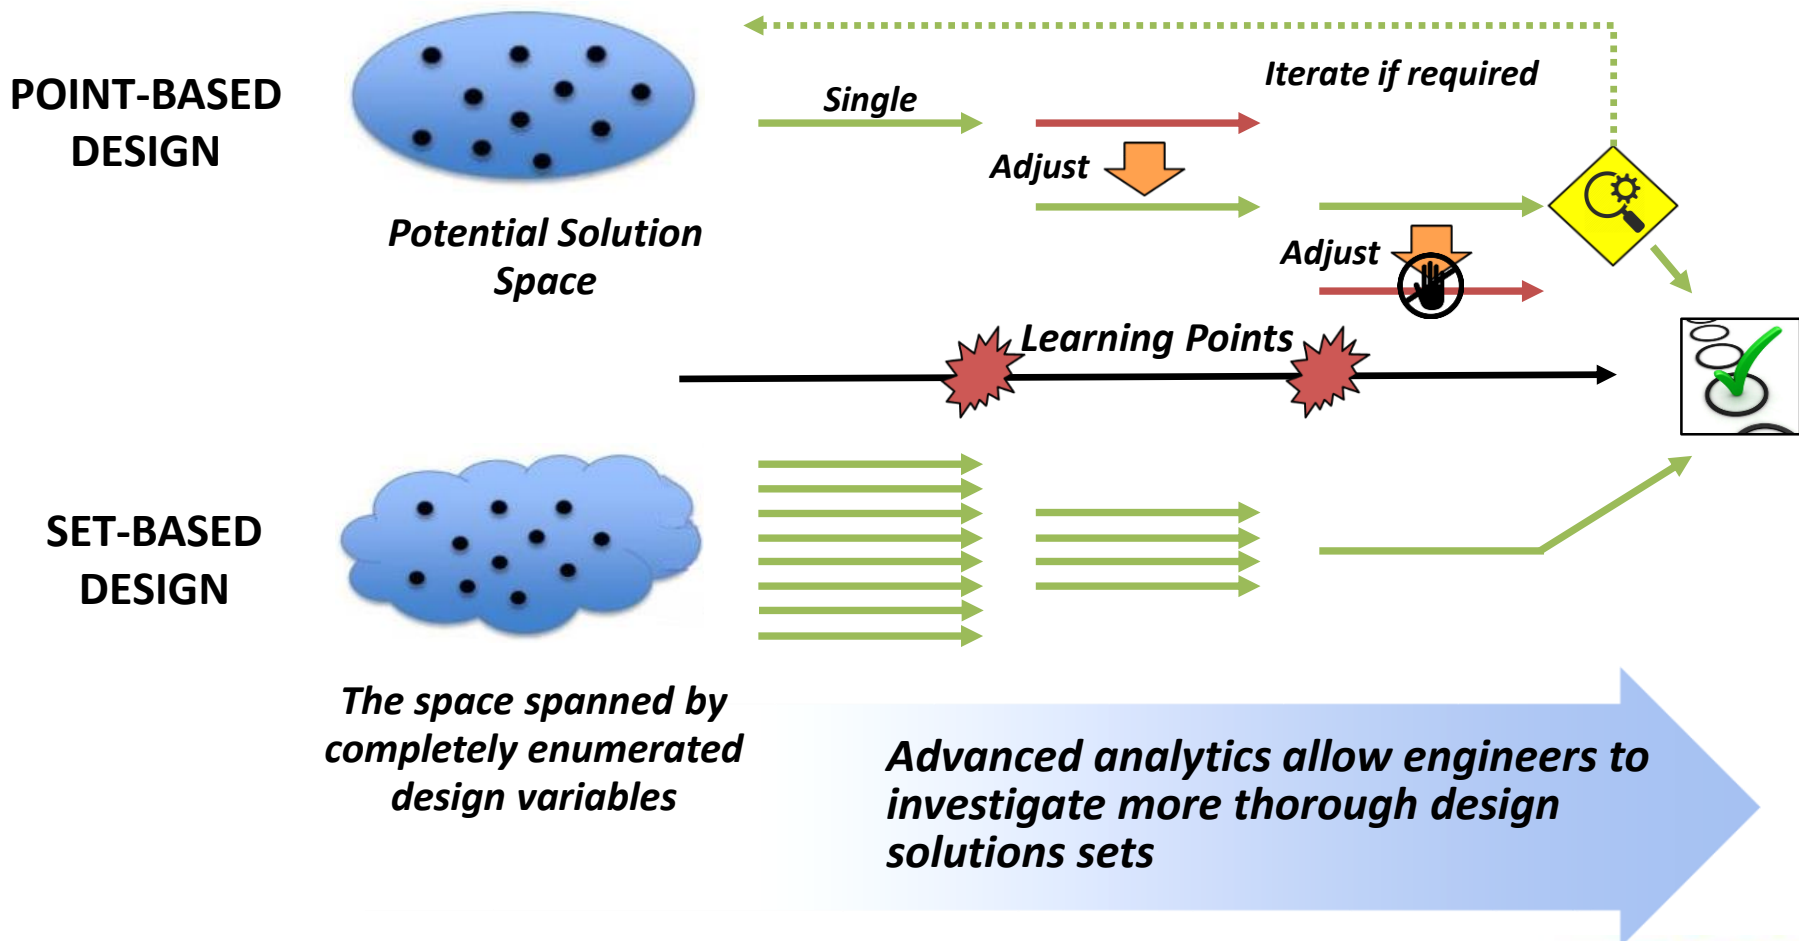 POINT-BASED
DESIGN
Potential Solution
Space
Single
Iterate if required
Adjust
Adjust
Learning Points
SET-BASED
DESIGN
The space spanned by
completely enumerated
design variables
Advanced analytics allow engineers to
investigate more thorough design
solutions sets